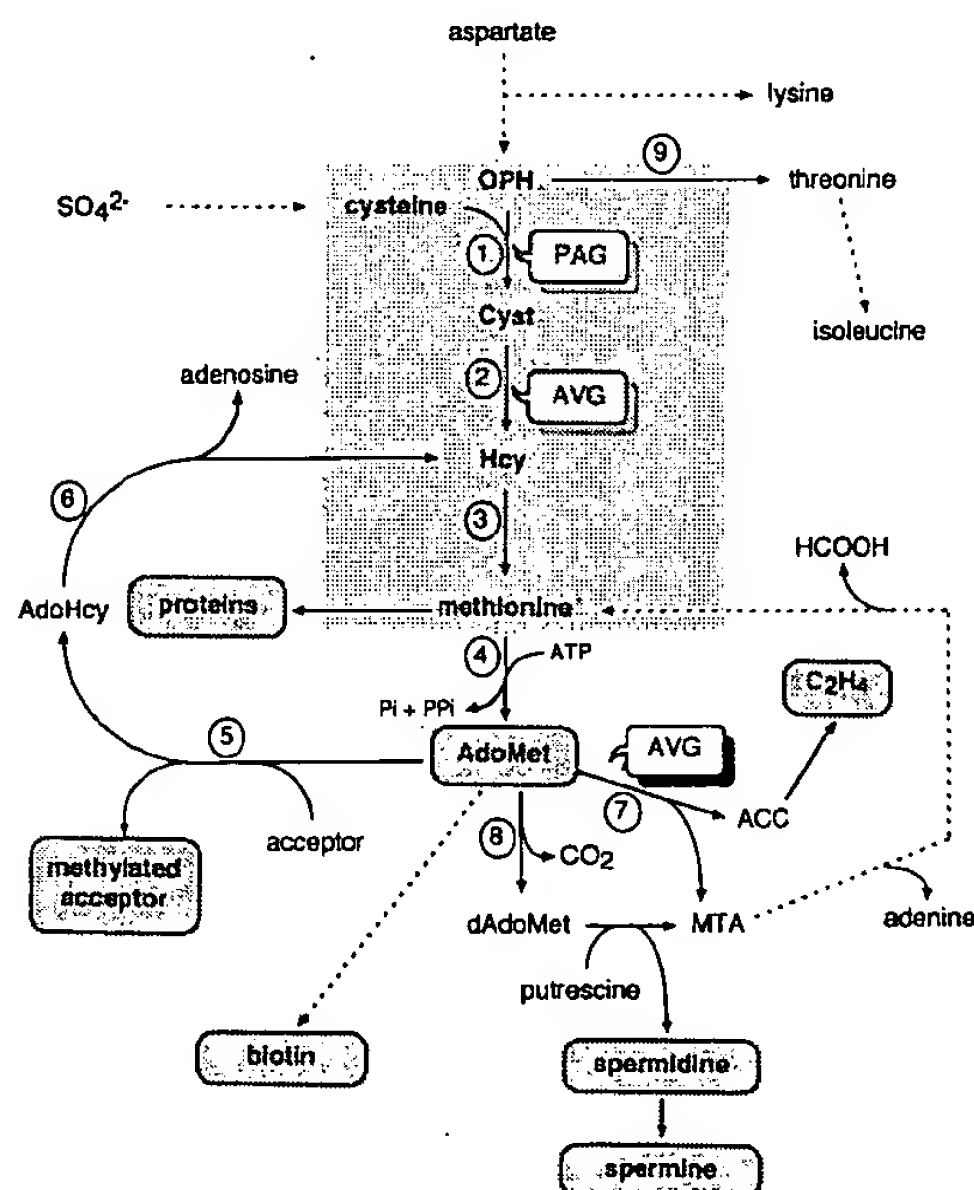 aspartate
lysine
OPH
9
threonine
SO₄²⁻
cysteine
1
PAG
Cyst
isoleucine
adenosine
2
AVG
Hcy
6
3
HCOOH
AdoHcy
proteins
methionine
4
ATP
C₂H₄
Pi + PPi
5
AdoMet
AVG
7
ACC
acceptor
8
CO₂
methylated
acceptor
dAdoMet
MTA
adenine
putrescine
biotin
spermidine
spermine